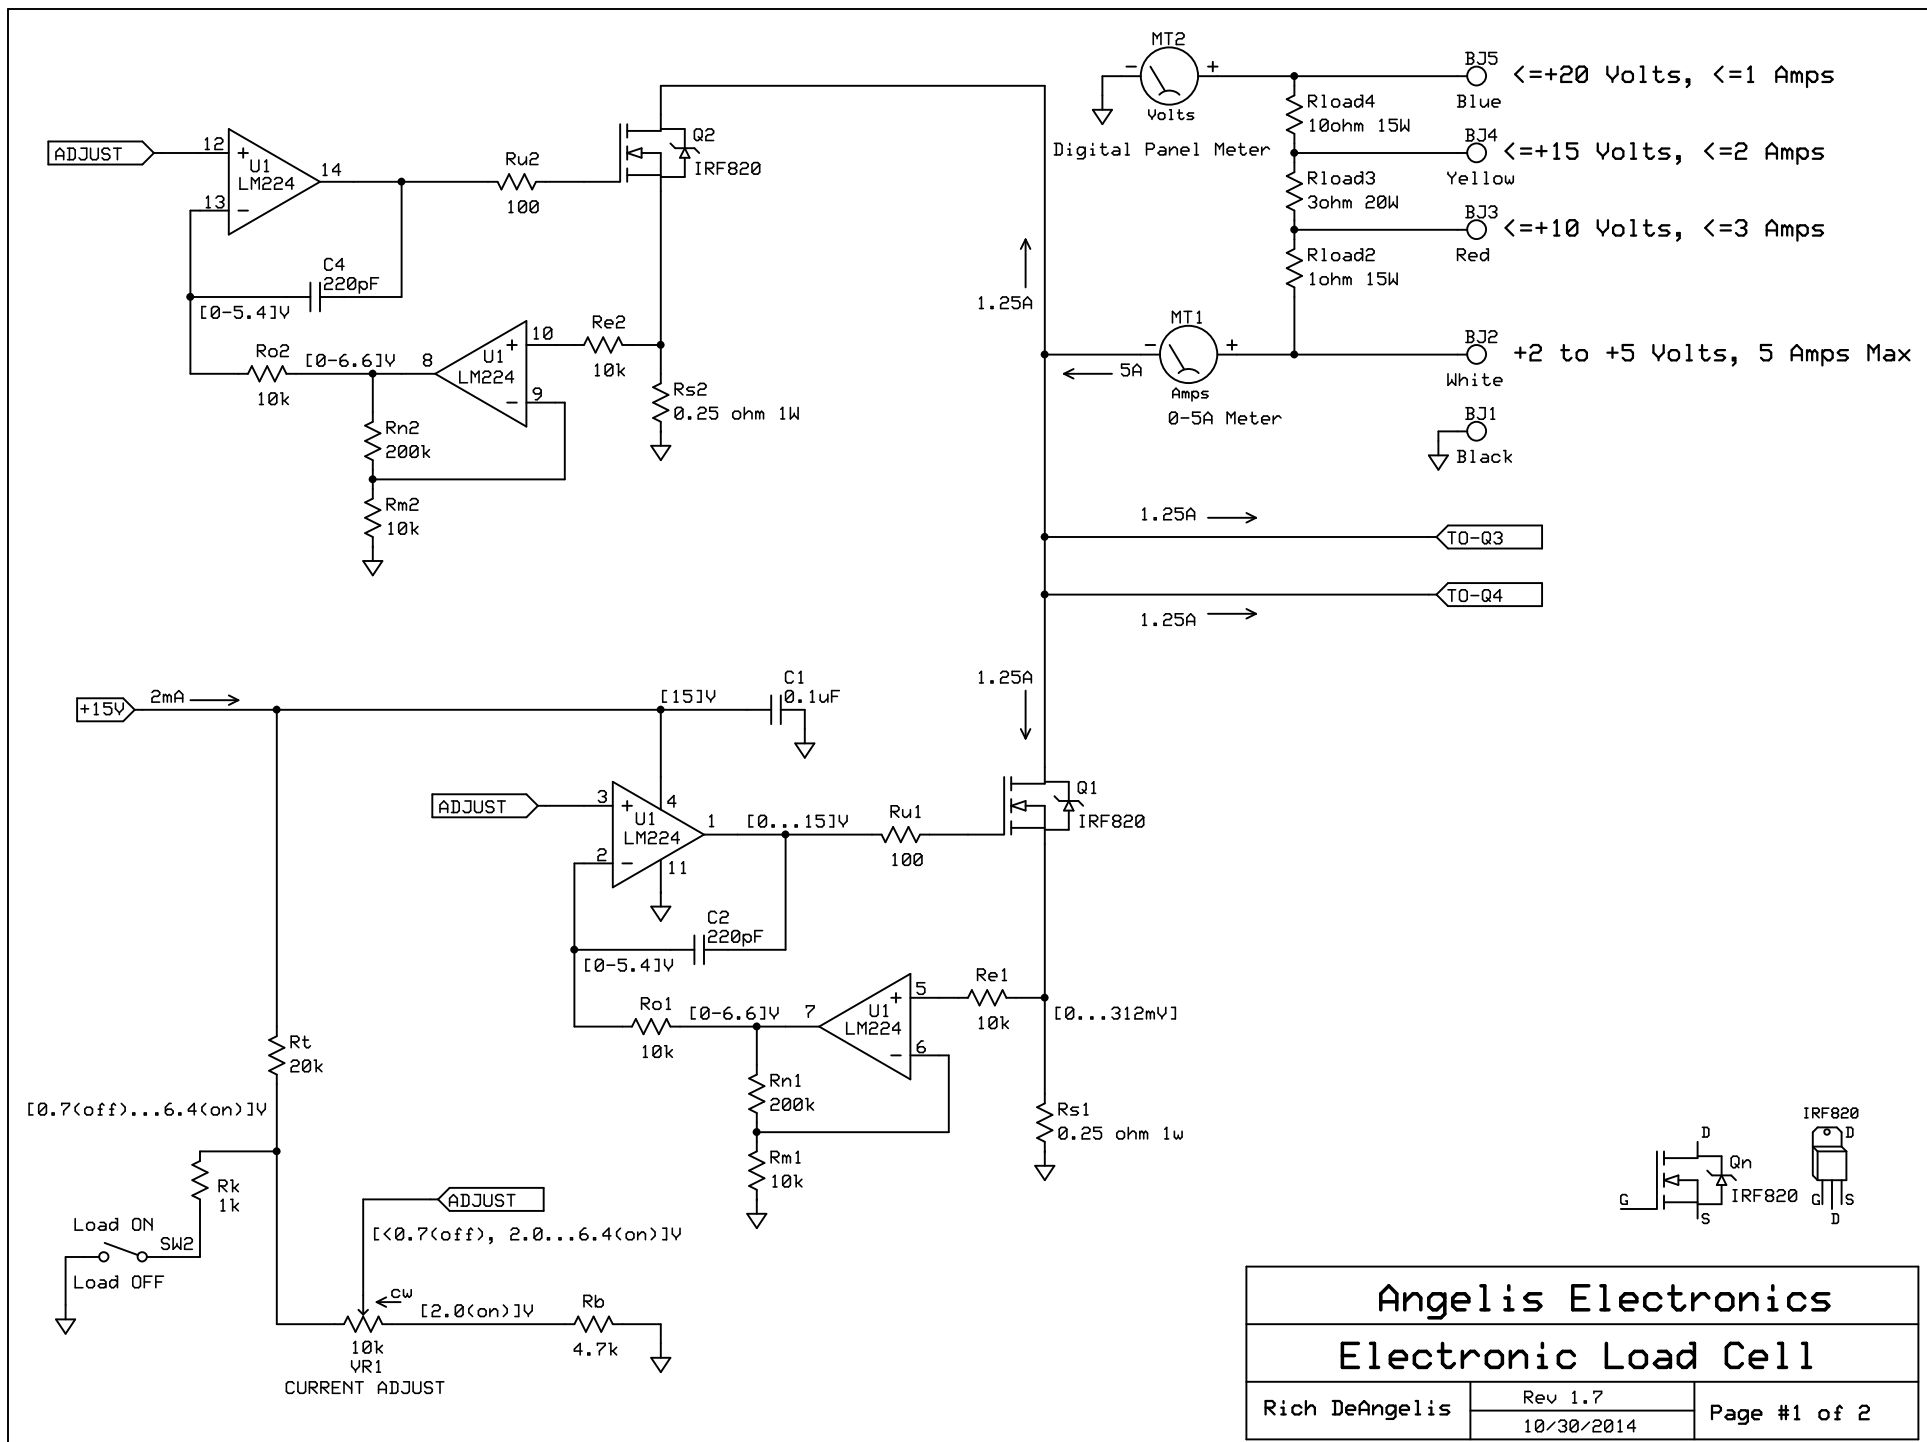 MT2
- +
Volts
Digital Panel Meter
BJ5
<=+20 Volts, <=1 Amps
Blue
Rload4
10ohm 15W
BJ4
<=+15 Volts, <=2 Amps
Yellow
Rload3
3ohm 20W
BJ3
<=+10 Volts, <=3 Amps
Red
Rload2
1ohm 15W
MT1
- +
Amps
0-5A Meter
5A
BJ2
+2 to +5 Volts, 5 Amps Max
White
BJ1
Black
ADJUST
12
+
U1
LM224
14
13
-
Ru2
100
Q2
IRF820
C4
220pF
[0-5.4]V
Ro2
10k
[0-6.6]V
8
U1
LM224
+
10
-
9
Re2
10k
Rs2
0.25 ohm 1W
Rn2
200k
Rm2
10k
1.25A
1.25A
TO-Q3
TO-Q4
1.25A
1.25A
+15V
2mA
[15]V
C1
0.1uF
ADJUST
3
+
4
U1
LM224
1
2
-
11
[0...15]V
Ru1
100
Q1
IRF820
C2
220pF
[0-5.4]V
Ro1
10k
[0-6.6]V
7
U1
LM224
+
5
-
6
Re1
10k
[0...312mV]
Rn1
200k
Rm1
10k
Rs1
0.25 ohm 1w
Rt
20k
[0.7(off)...6.4(on)]V
Rk
1k
Load ON
SW2
Load OFF
ADJUST
[<0.7(off), 2.0...6.4(on)]V
cw
[2.0(on)]V
10k
VR1
CURRENT ADJUST
Rb
4.7k
D
Qn
IRF820
G
S
IRF820
D
G
S
D
Angelis Electronics
Electronic Load Cell
Rich DeAngelis
Rev 1.7
10/30/2014
Page #1 of 2